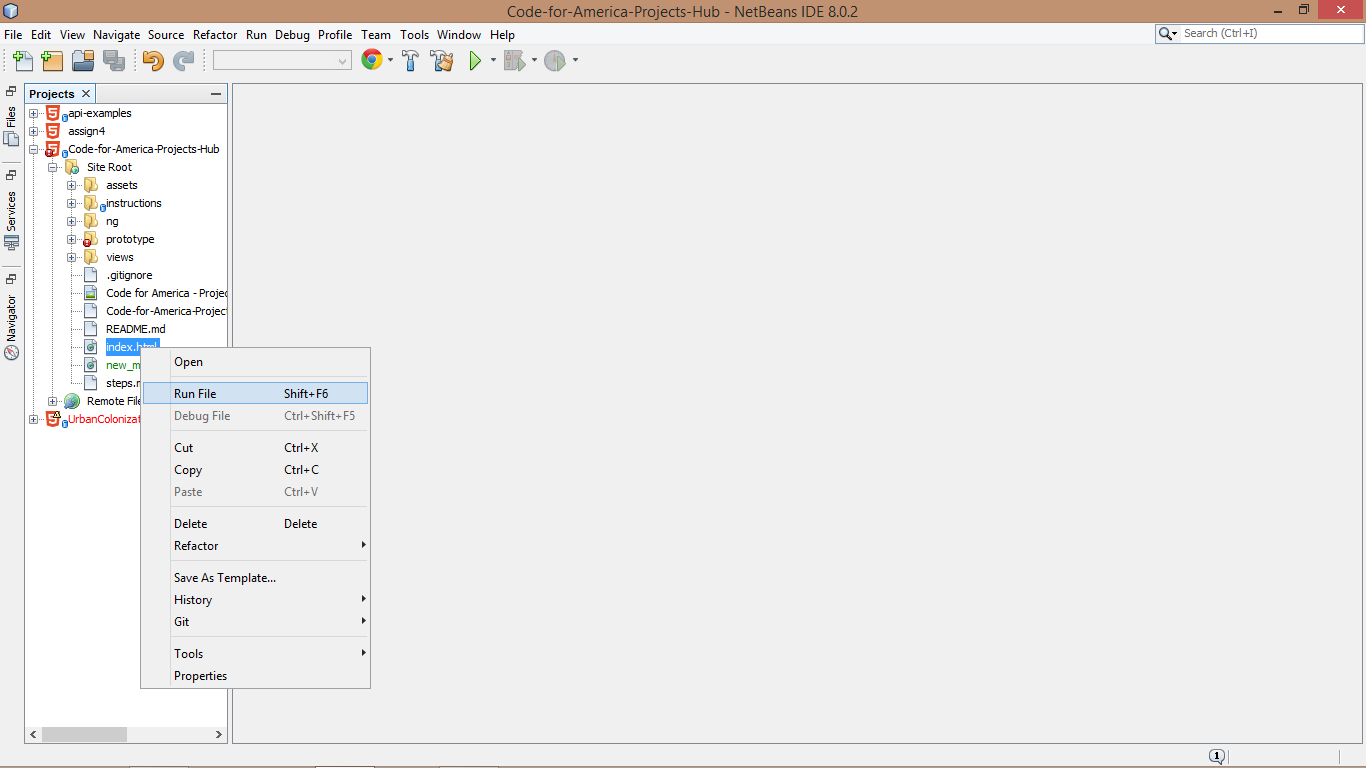 Code-for-America-Projects-Hub - NetBeans IDE 8.0.2
File Edit View Navigate Source Refactor Run Debug Profile Team Tools Window Help
Search (Ctrl+I)
Files
Services
Navigator
Projects
api-examples
assign4
Code-for-America-Projects-Hub
Site Root
assets
instructions
ng
prototype
views
.gitignore
Code for America - Projec
Code-for-America-Project
README.md
index.html
new_m
steps.
Remote File
UrbanColonizat
Open
Run File Shift+F6
Debug File Ctrl+Shift+F5
Cut Ctrl+X
Copy Ctrl+C
Paste Ctrl+V
Delete Delete
Refactor
Save As Template...
History
Git
Tools
Properties
1